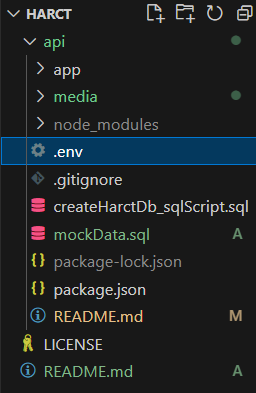 HARCT
api
app
media
node_modules
.env
.gitignore
createHarctDb_sqlScript.sql
mockData.sql A
package-lock.json
package.json
README.md M
LICENSE
README.md A